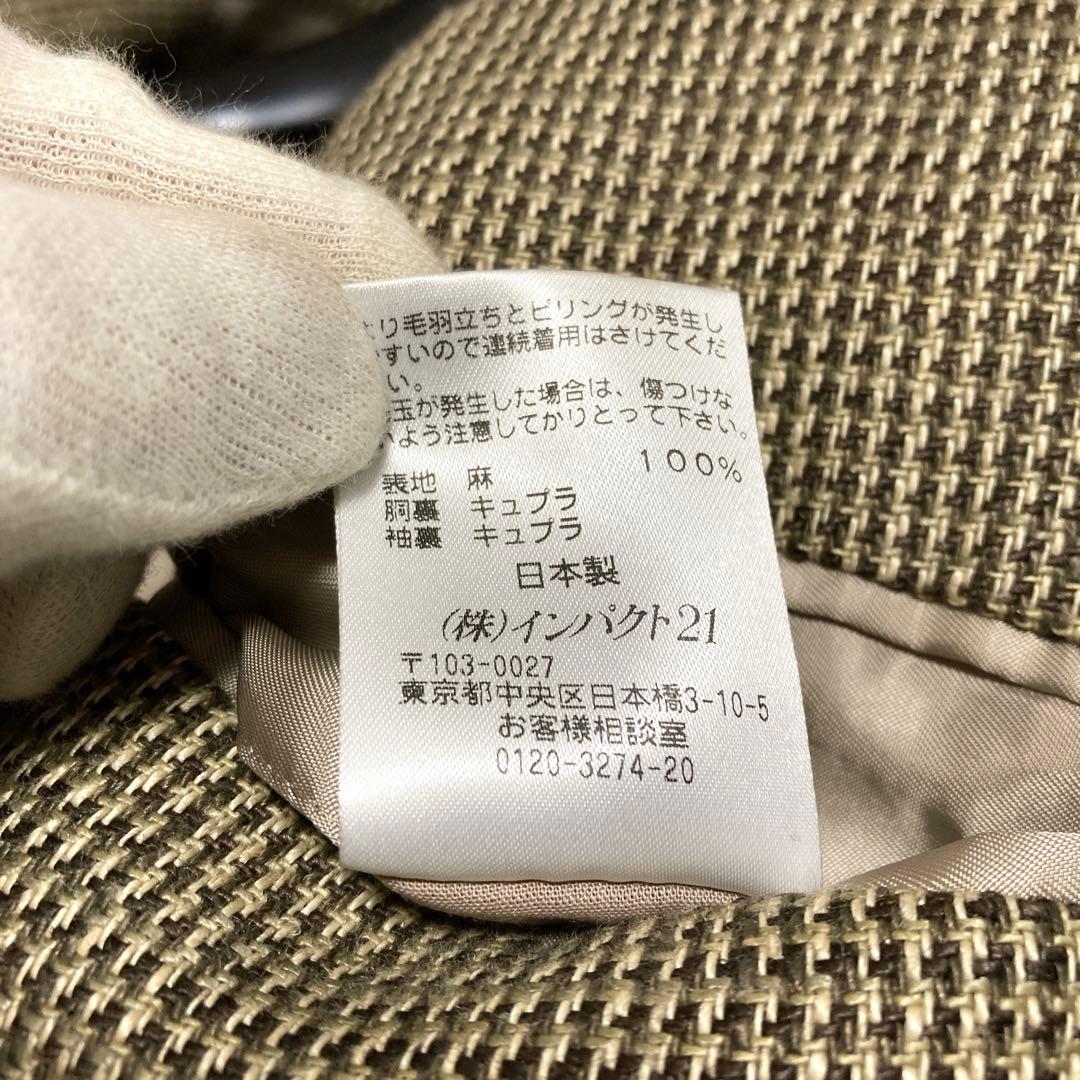 り毛羽立ちとピリングが発生し
すいので連続着用はさけてくだ
い。
玉が発生した場合は、傷つけな
いよう注意してかりとって下さい。
表地 麻 100%
胴裏 キュプラ
袖裏 キュプラ
日本製
(株)インパクト21
〒103-0027
東京都中央区日本橋3-10-5
お客様相談室
0120-3274-20